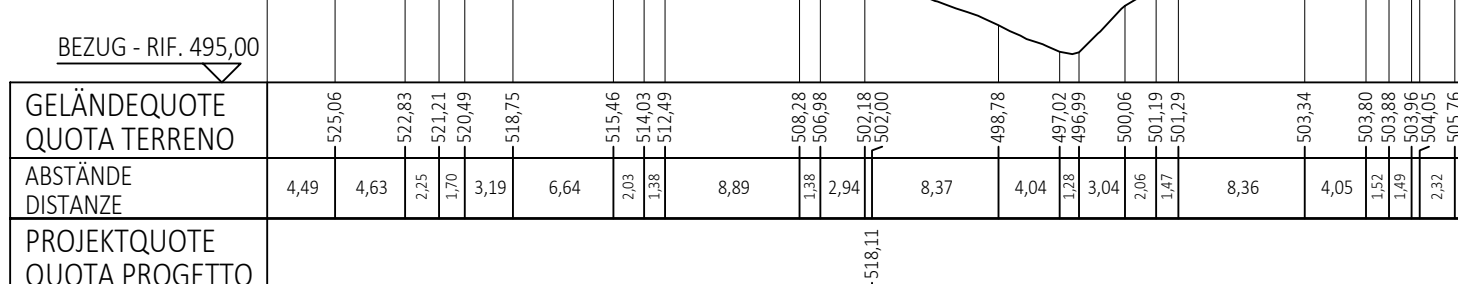 BEZUG - RIF. 495,00
GELÄNDEQUOTE
QUOTA TERRENO
525,06 522,83 521,21 520,49 518,75 515,46 514,03 512,49 508,28 506,98 502,18 502,00 498,78 497,02 496,99 500,06 501,19 501,29 503,34 503,80 503,88 503,96 504,05 505,76
ABSTÄNDE
DISTANZE
4,49 4,63 2,25 1,70 3,19 6,64 2,03 1,38 8,89 1,38 2,94 8,37 4,04 1,28 3,04 2,06 1,47 8,36 4,05 1,52 1,49 2,32
PROJEKTQUOTE
QUOTA PROGETTO
518,11